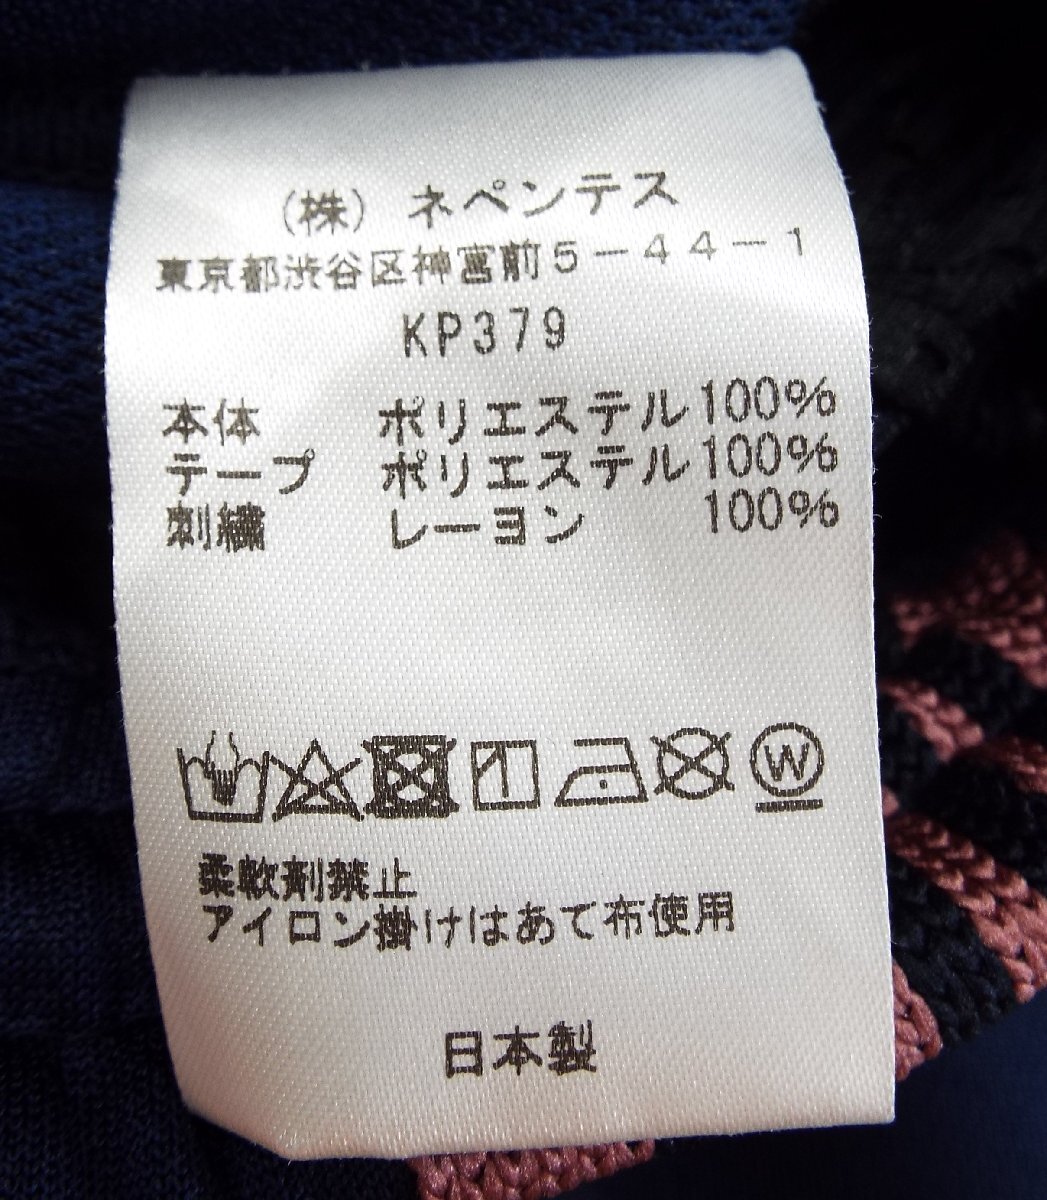 (株) ネペンテス
東京都渋谷区神宮前5-44-1
KP379
本体 ポリエステル100%
テープ ポリエステル100%
刺繍 レーヨン 100%
W
柔軟剤禁止
アイロン掛けはあて布使用
日本製